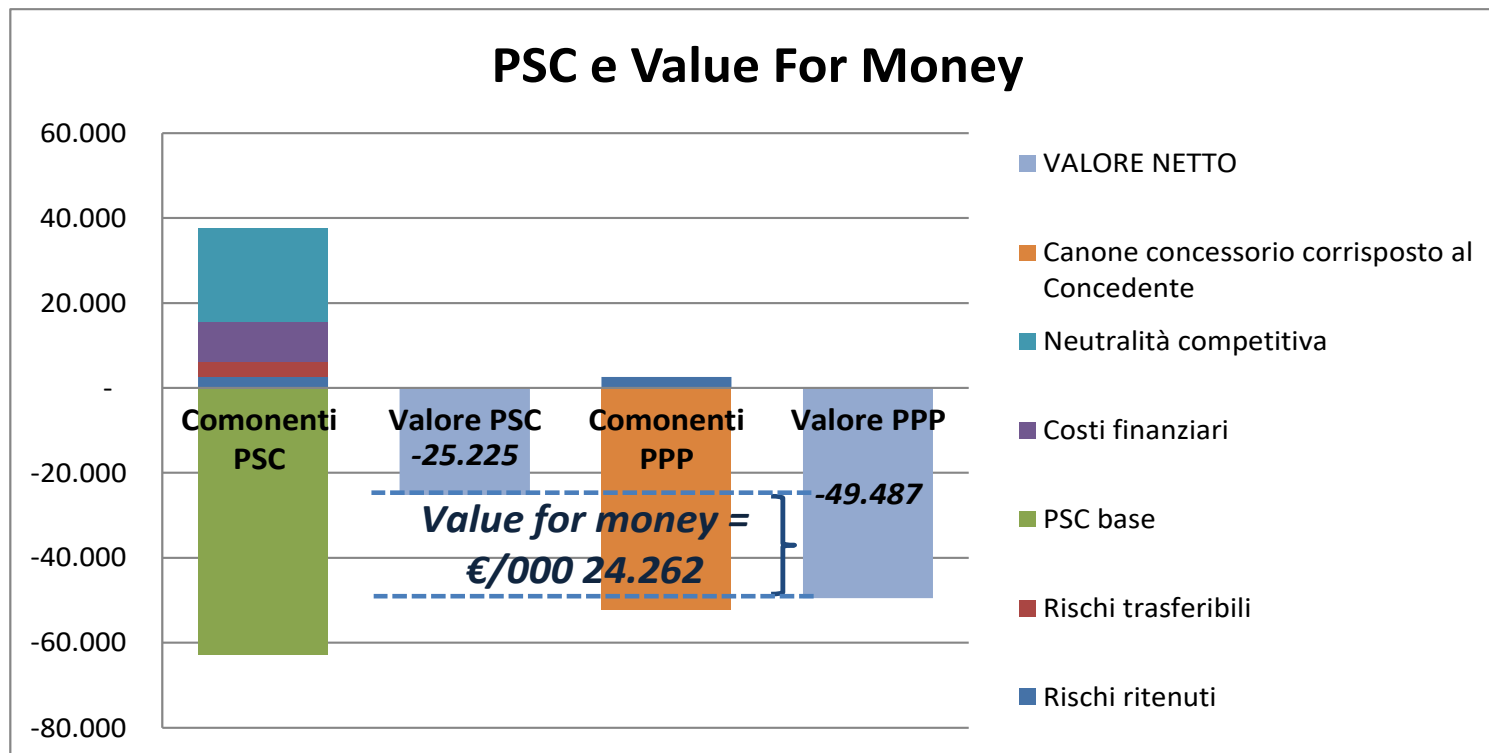 PSC e Value For Money
60.000
40.000
20.000
-
-20.000
-40.000
-60.000
-80.000
Comonenti
PSC
Valore PSC
-25.225
Comonenti
PPP
Valore PPP
-49.487
Value for money =
€/000 24.262
VALORE NETTO
Canone concessorio corrisposto al
Concedente
Neutralità competitiva
Costi finanziari
PSC base
Rischi trasferibili
Rischi ritenuti